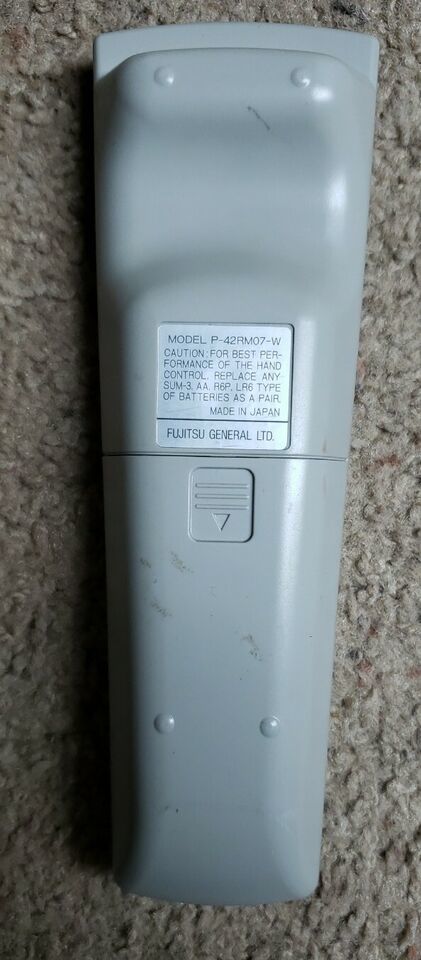 MODEL P-42RM07-W
CAUTION: FOR BEST PER-
FORMANCE OF THE HAND
CONTROL, REPLACE ANY
SUM-3, AA, R6P, LR6 TYPE
OF BATTERIES AS A PAIR.
MADE IN JAPAN
FUJITSU GENERAL LTD.